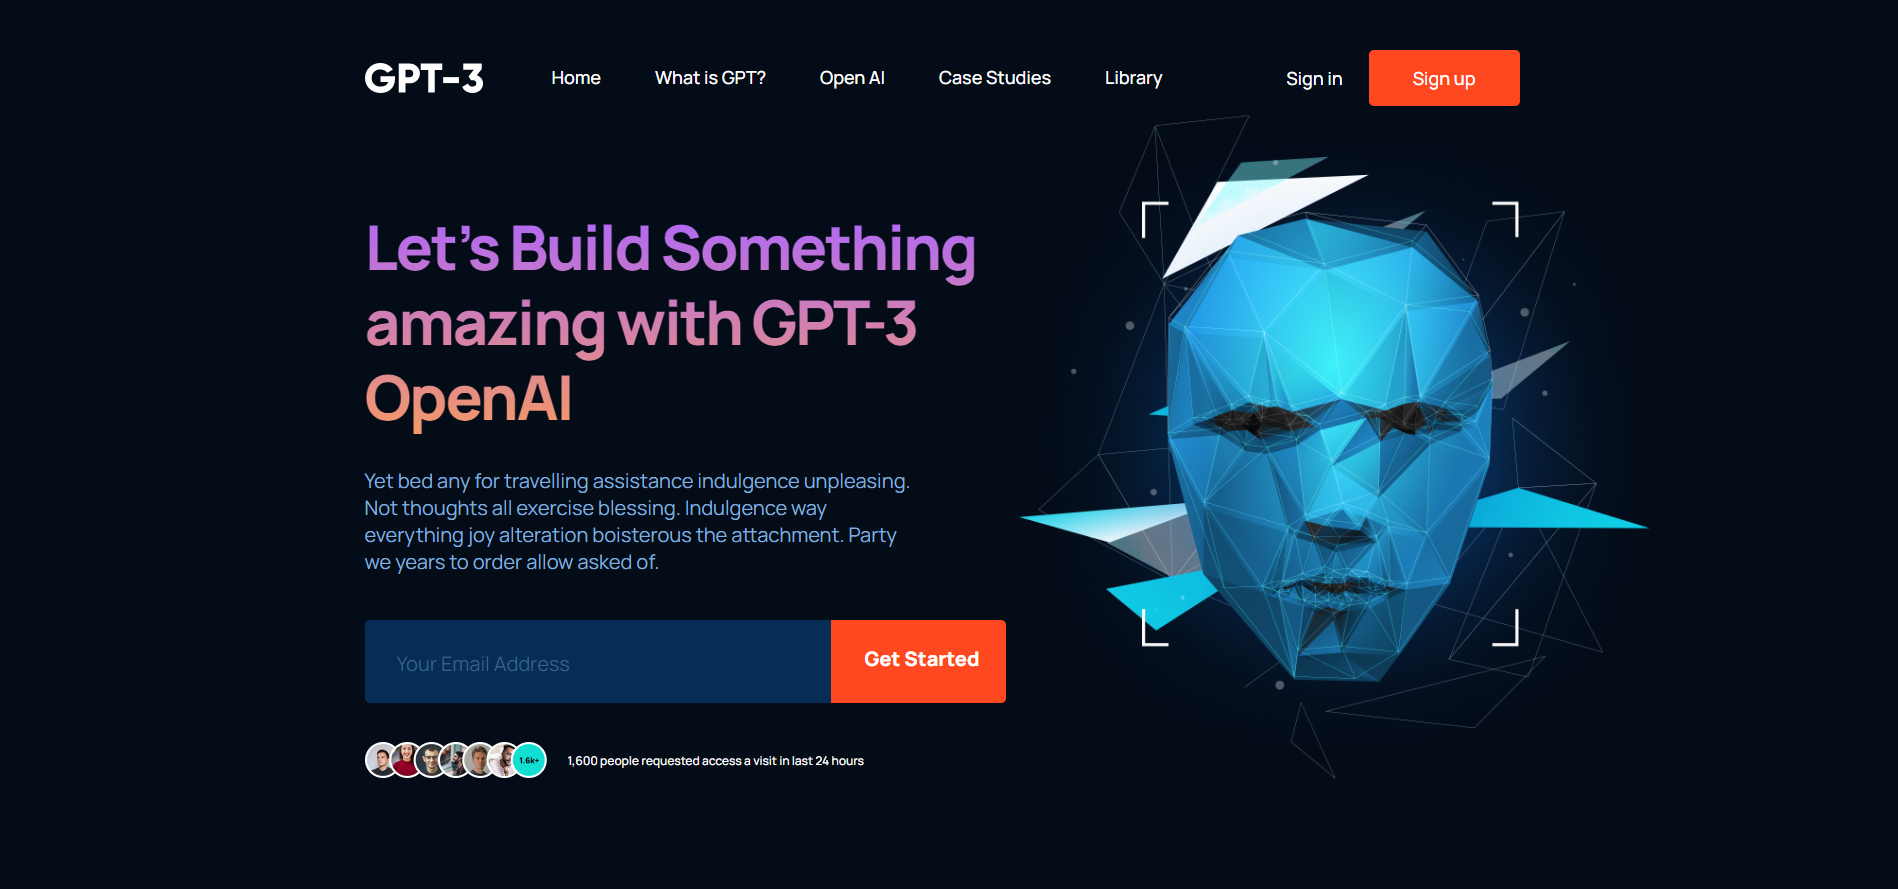 GPT-3
Home
What is GPT?
Open AI
Case Studies
Library
Sign in
Sign up
Let's Build Something
amazing with GPT-3
OpenAI
Yet bed any for travelling assistance indulgence unpleasing.
Not thoughts all exercise blessing. Indulgence way
everything joy alteration boisterous the attachment. Party
we years to order allow asked of.
Your Email Address
Get Started
1.6k+
1,600 people requested access a visit in last 24 hours